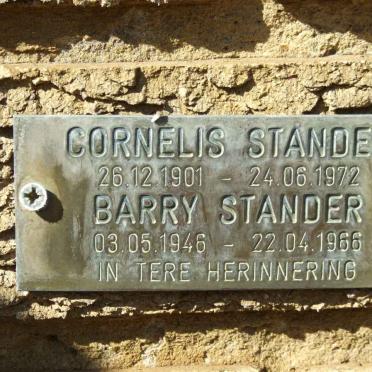 CORNELIS STANDE
26.12.1901 - 24.06.1972
BARRY STANDER
03.05.1946 - 22.04.1966
IN TERE HERINNERING